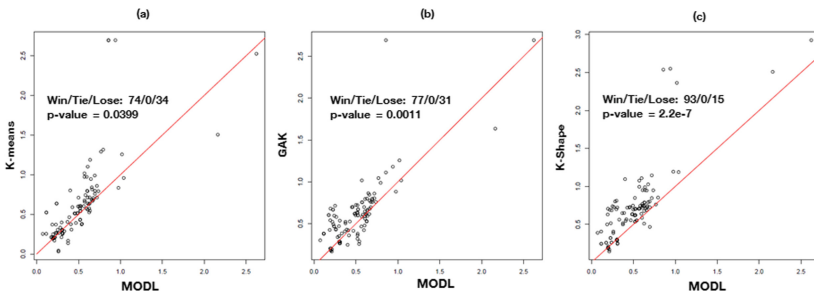 (a)
K-means
2.5
2.0
1.5
1.0
0.5
0.0
Win/Tie/Lose: 74/0/34
p-value = 0.0399
0.0 0.5 1.0 1.5 2.0 2.5
MODL
(b)
GAK
2.5
2.0
1.5
1.0
0.5
Win/Tie/Lose: 77/0/31
p-value = 0.0011
0.0 0.5 1.0 1.5 2.0 2.5
MODL
(c)
K-Shape
3.0
2.5
2.0
1.5
1.0
0.5
Win/Tie/Lose: 93/0/15
p-value = 2.2e-7
0.0 0.5 1.0 1.5 2.0 2.5
MODL